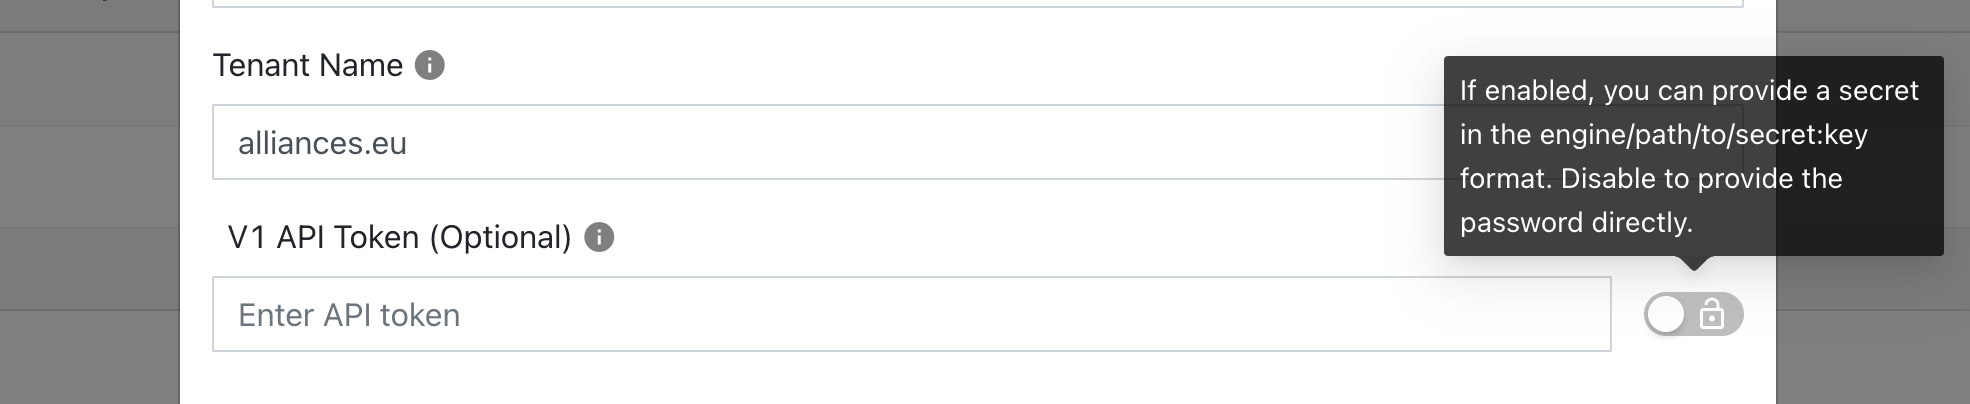 Tenant Name
alliances.eu
If enabled, you can provide a secret
in the engine/path/to/secret:key
format. Disable to provide the
password directly.
V1 API Token (Optional)
Enter API token